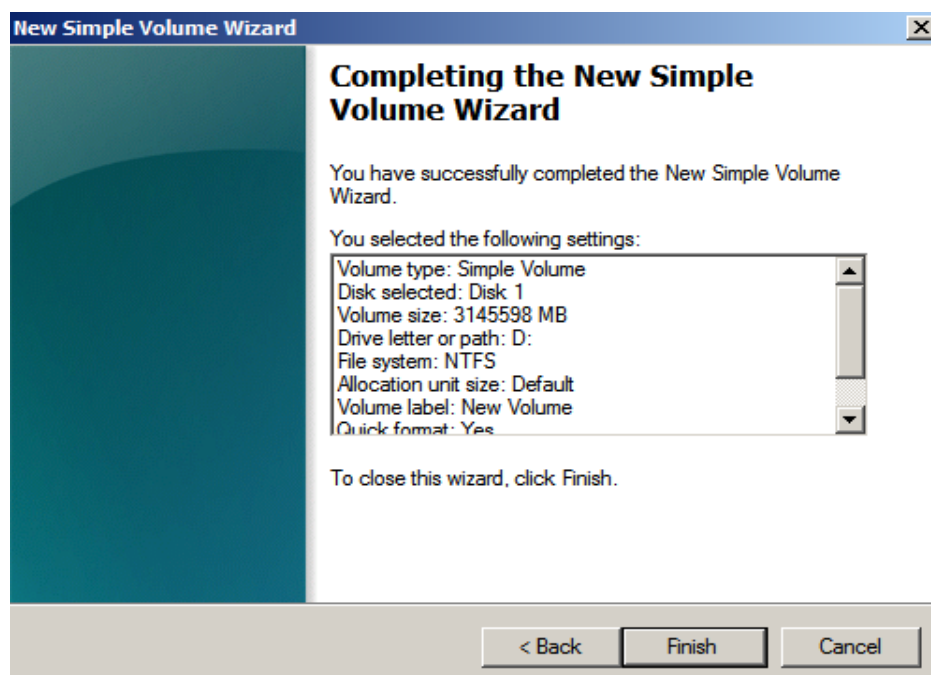 New Simple Volume Wizard
Completing the New Simple
Volume Wizard
You have successfully completed the New Simple Volume
Wizard.
You selected the following settings:
Volume type: Simple Volume
Disk selected: Disk 1
Volume size: 3145598 MB
Drive letter or path: D:
File system: NTFS
Allocation unit size: Default
Volume label: New Volume
Quick format: Yes
To close this wizard, click Finish.
< Back Finish Cancel